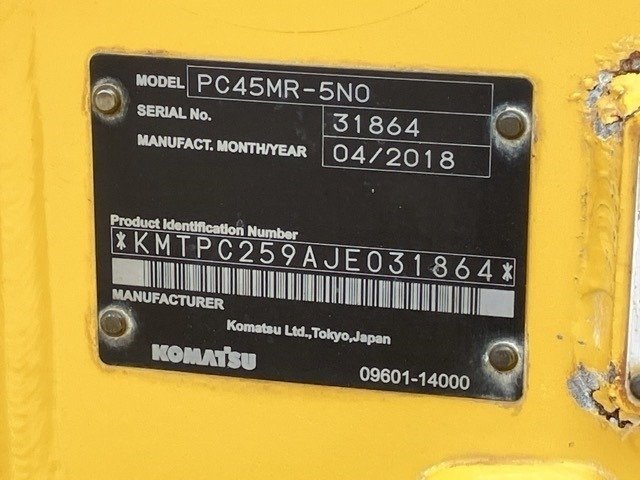 MODEL PC45MR-5N0
SERIAL No. 31864
MANUFACT. MONTH/YEAR 04/2018
Product Identification Number
*KMTPC259AJE031864*
MANUFACTURER
Komatsu Ltd.,Tokyo,Japan
KOMATSU
09601-14000